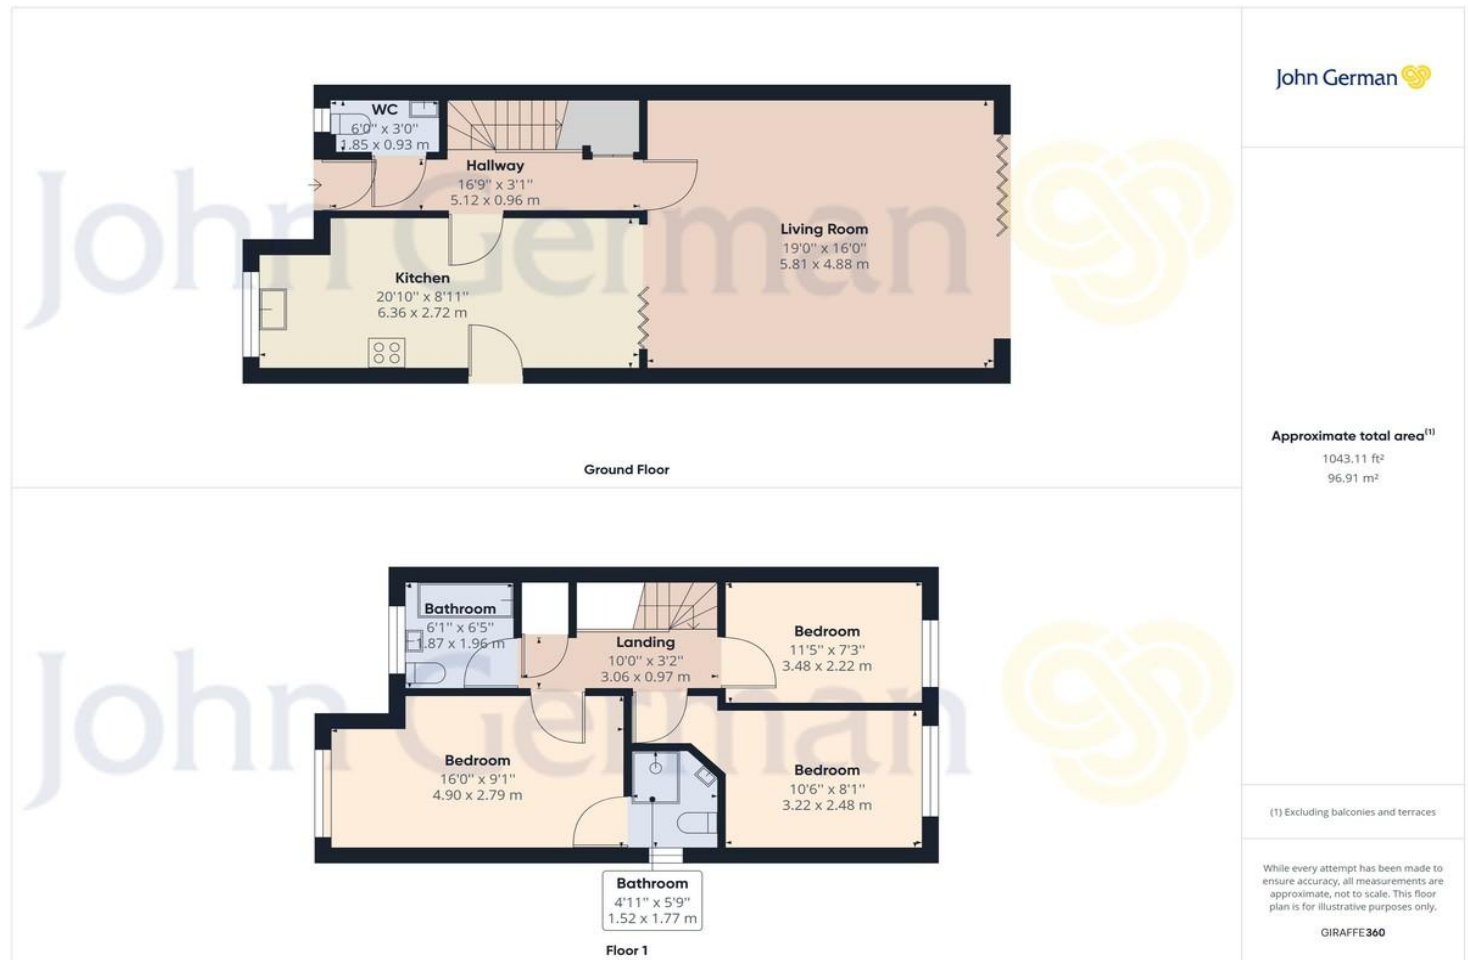 John German
WC
6'0" x 3'0"
1.85 x 0.93 m
Hallway
16'9" x 3'1"
5.12 x 0.96 m
Living Room
19'0" x 16'0"
5.81 x 4.88 m
Kitchen
20'10" x 8'11"
6.36 x 2.72 m
John German
Ground Floor
Approximate total area(1)
1043.11 ft²
96.91 m²
Bathroom
6'1" x 6'5"
1.87 x 1.96 m
Landing
10'0" x 3'2"
3.06 x 0.97 m
Bedroom
11'5" x 7'3"
3.48 x 2.22 m
Bedroom
16'0" x 9'1"
4.90 x 2.79 m
Bedroom
10'6" x 8'1"
3.22 x 2.48 m
John German
Bathroom
4'11" x 5'9"
1.52 x 1.77 m
Floor 1
(1) Excluding balconies and terraces
While every attempt has been made to
ensure accuracy, all measurements are
approximate, not to scale. This floor
plan is for illustrative purposes only.
GIRAFFE360